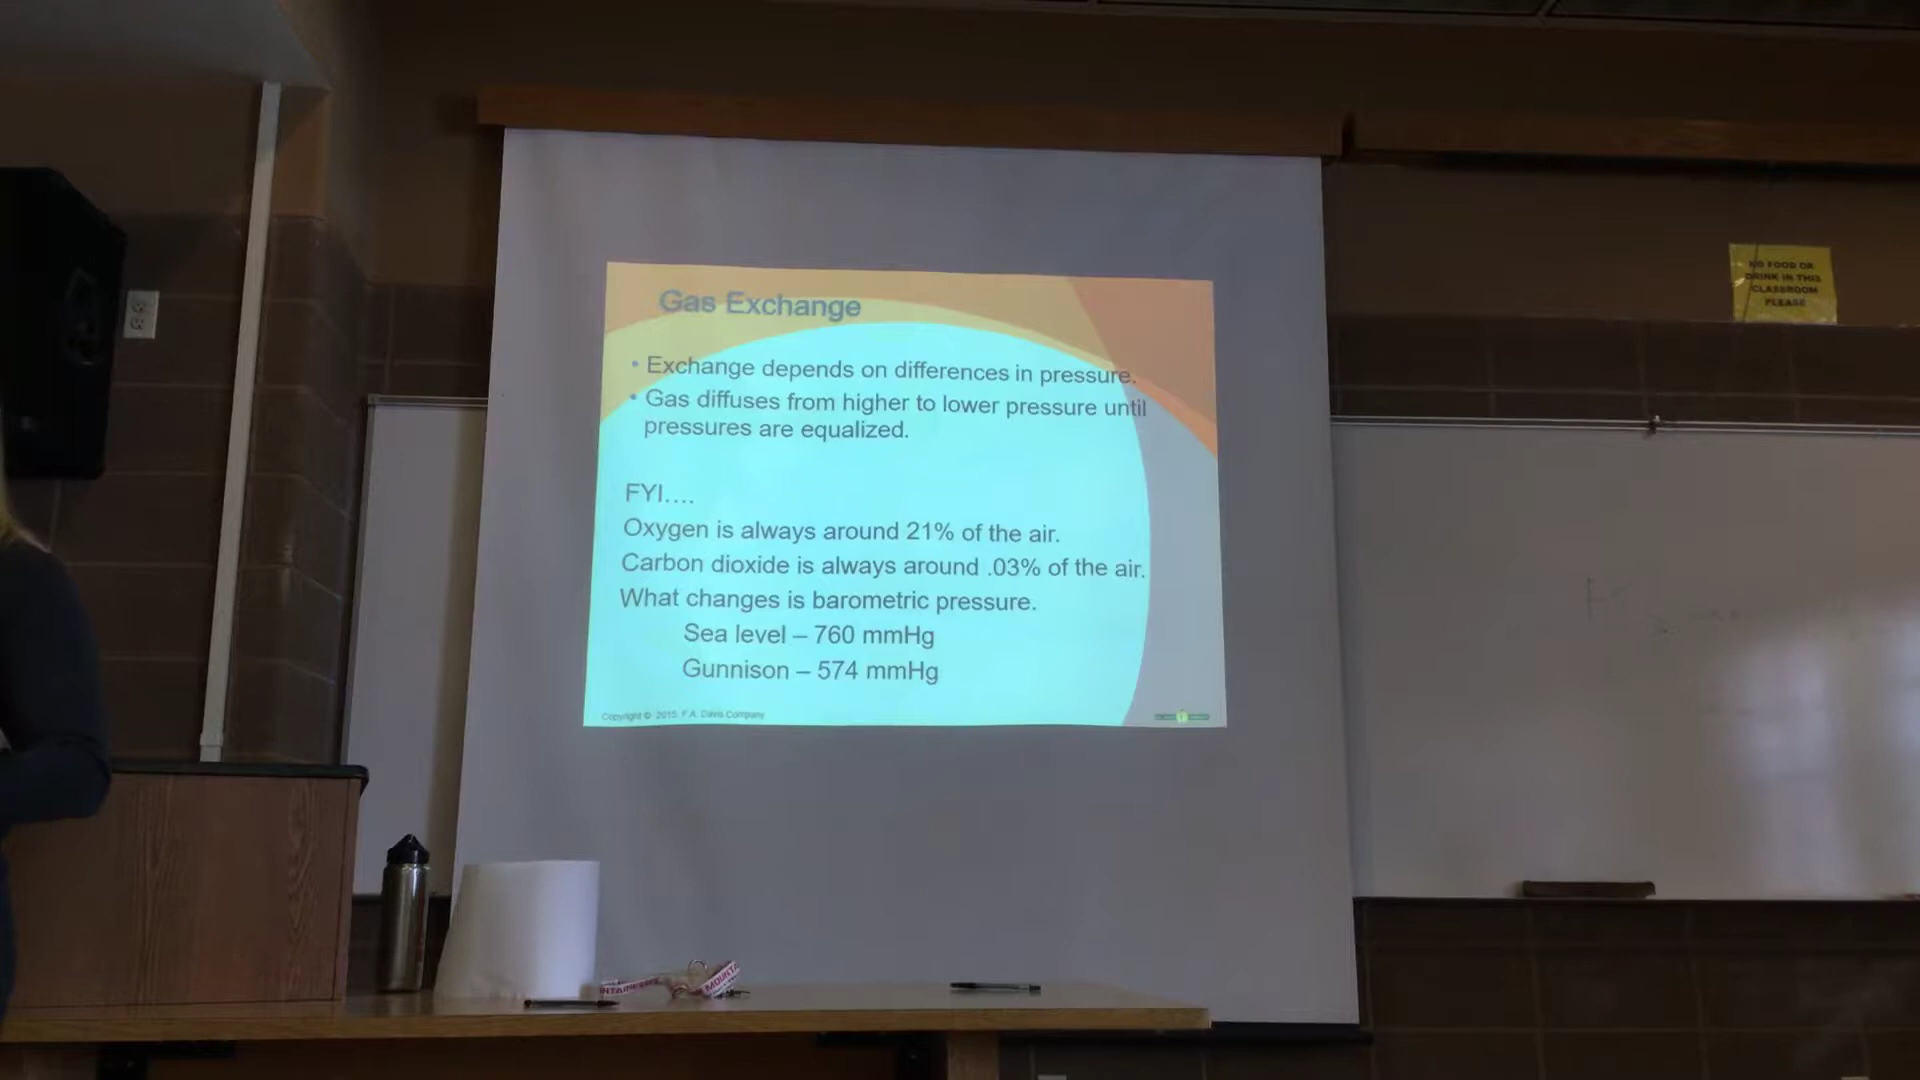 Gas Exchange
• Exchange depends on differences in pressure.
• Gas diffuses from higher to lower pressure until
pressures are equalized.
FYI....
Oxygen is always around 21% of the air.
Carbon dioxide is always around .03% of the air.
What changes is barometric pressure.
Sea level – 760 mmHg
Gunnison – 574 mmHg
Copyright © 2015. F.A. Davis Company
NO FOOD OR
DRINK IN THIS
CLASSROOM
PLEASE
NTAINEERS
MOUNTA